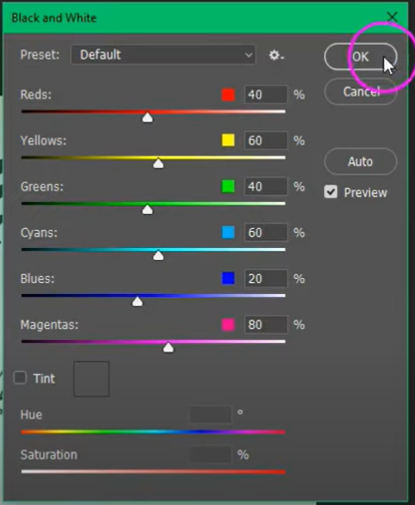 Black and White
Preset: Default
OK
Reds: 40 %
Cancel
Yellows: 60 %
Auto
Greens: 40 %
Preview
Cyans: 60 %
Blues: 20 %
Magentas: 80 %
Tint
Hue °
Saturation %